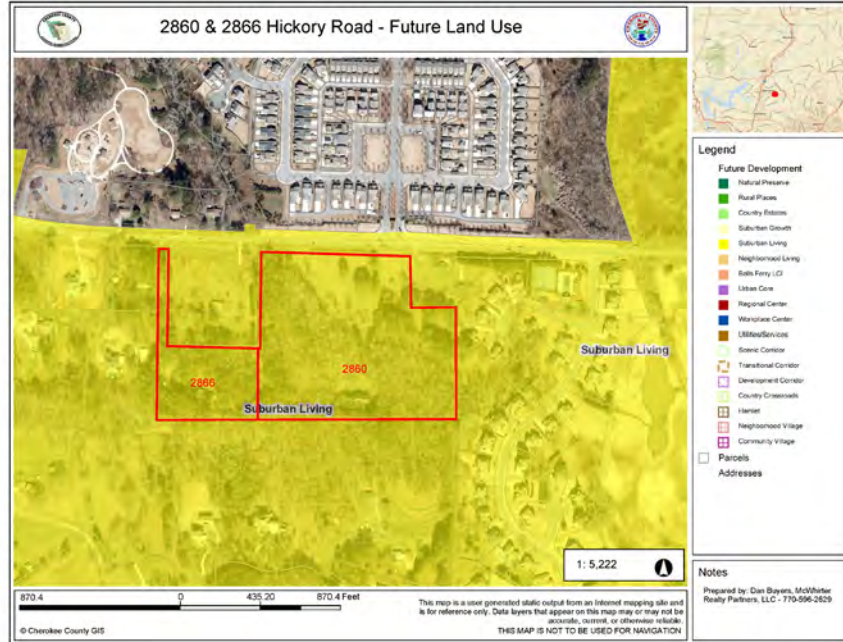 2860 & 2866 Hickory Road - Future Land Use
Legend
Future Development
Natural Preserve
Rural Places
Country Estates
Suburban Growth
Suburban Living
Neighborhood Living
Bells Ferry LCI
Urban Core
Regional Center
Workplace Center
Utilities/Services
Scenic Corridor
Transitional Corridor
Development Corridor
Country Crossroads
Hamlet
Neighborhood Village
Community Village
Parcels
Addresses
Suburban Living
2860
2866
Suburban Living
1: 5,222
Notes
Prepared by: Dan Buyers, McWhirter
Realty Partners, LLC - 770-596-2629
870.4
0
435.20
870.4 Feet
This map is a user generated static output from an Internet mapping site and
is for reference only. Data layers that appear on this map may or may not be
accurate, current, or otherwise reliable.
THIS MAP IS NOT TO BE USED FOR NAVIGATION
© Cherokee County GIS